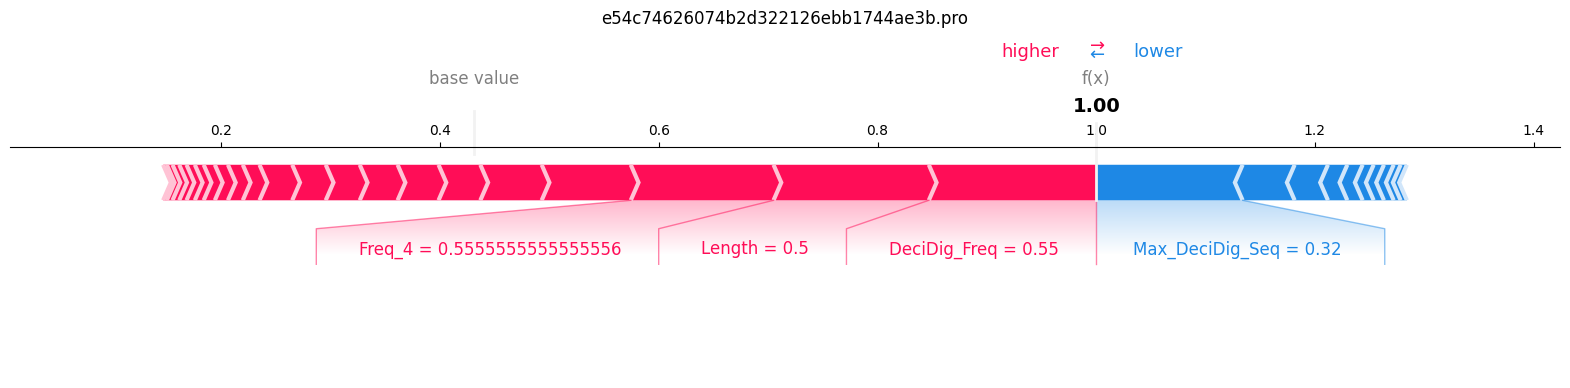 e54c74626074b2d322126ebb1744ae3b.pro
higher ⇄ lower
base value f(x)
1.00
0.2 0.4 0.6 0.8 1.0 1.2 1.4
Freq_4 = 0.5555555555555556 Length = 0.5 DeciDig_Freq = 0.55 Max_DeciDig_Seq = 0.32